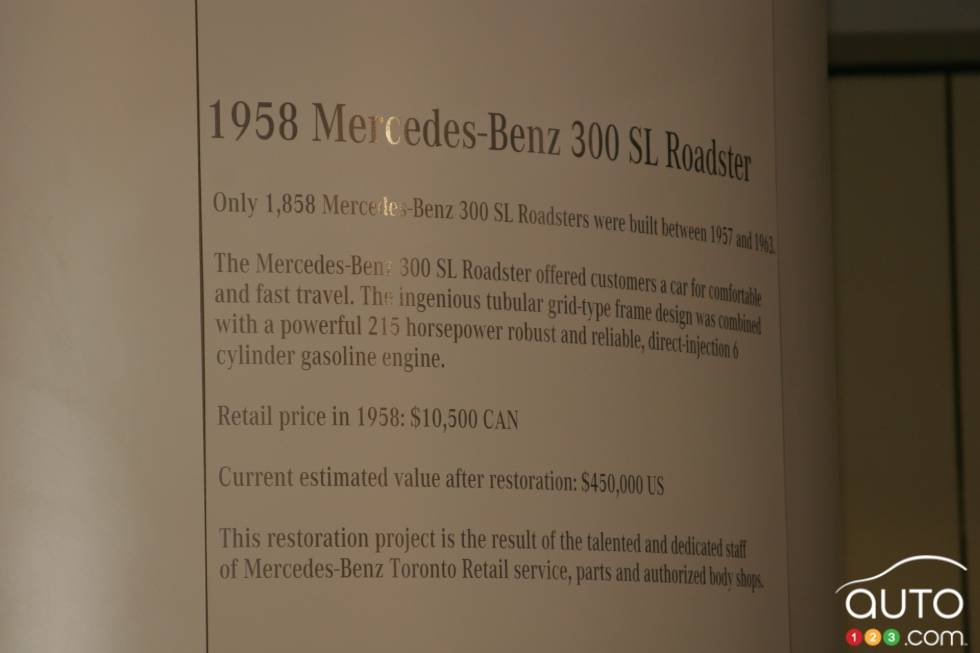 1958 Mercedes-Benz 300 SL Roadster
Only 1,858 Mercedes-Benz 300 SL Roadsters were built between 1957 and 1963.
The Mercedes-Benz 300 SL Roadster offered customers a car for comfortable
and fast travel. The ingenious tubular grid-type frame design was combined
with a powerful 215 horsepower robust and reliable, direct-injection 6
cylinder gasoline engine.
Retail price in 1958: $10,500 CAN
Current estimated value after restoration: $450,000 US
This restoration project is the result of the talented and dedicated staff
of Mercedes-Benz Toronto Retail service, parts and authorized body shops.
AUTO
123.com